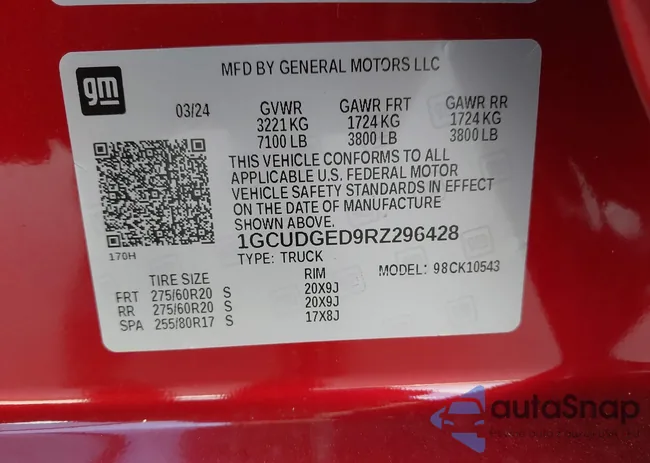 gm
MFD BY GENERAL MOTORS LLC
03/24 GVWR GAWR FRT GAWR RR
3221 KG 1724 KG 1724 KG
7100 LB 3800 LB 3800 LB
THIS VEHICLE CONFORMS TO ALL
APPLICABLE U.S. FEDERAL MOTOR
VEHICLE SAFETY STANDARDS IN EFFECT
ON THE DATE OF MANUFACTURE
SHOWN ABOVE.
170H
1GCUDGED9RZ296428
TYPE: TRUCK MODEL: 98CK10543
TIRE SIZE RIM
FRT 275/60R20 S 20X9J
RR 275/60R20 S 20X9J
SPA 255/80R17 S 17X8J
autoSnap